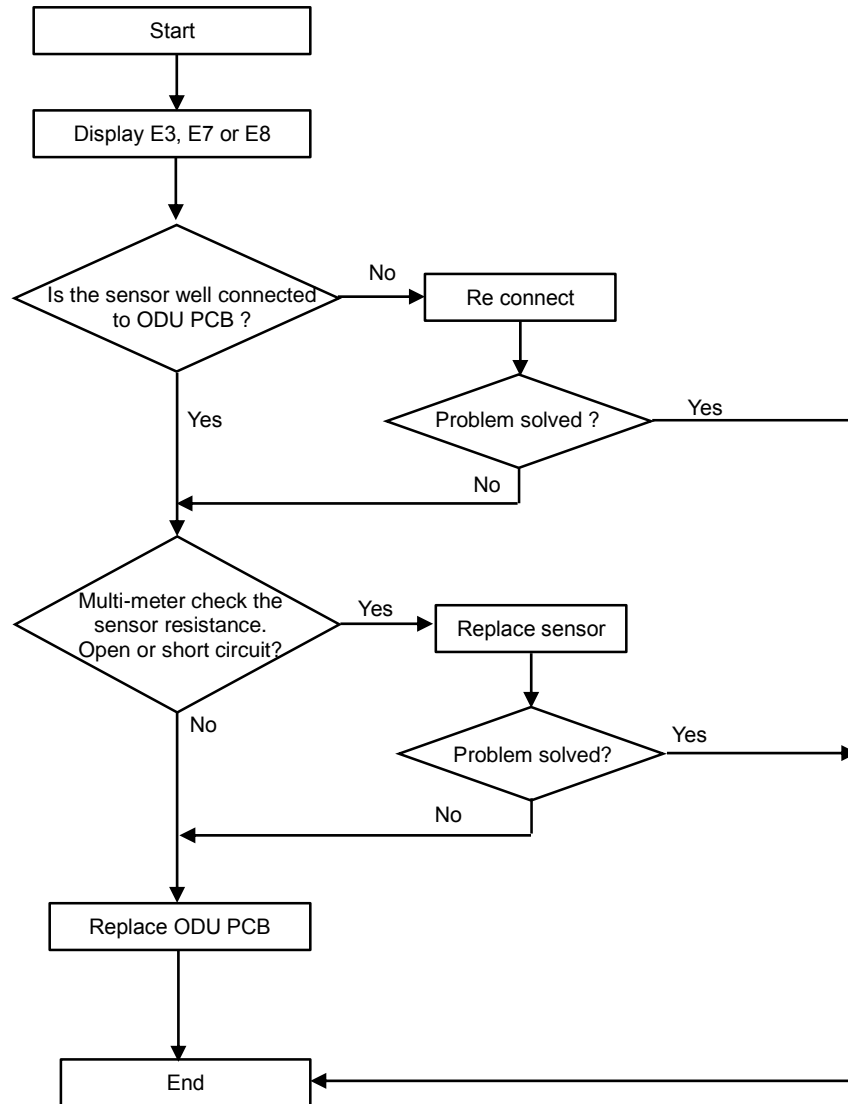 Start
Display E3, E7 or E8
Is the sensor well connected
to ODU PCB ?
No
Re connect
Yes
Problem solved ?
Yes
No
Multi-meter check the
sensor resistance.
Open or short circuit?
Yes
Replace sensor
No
Problem solved?
Yes
No
Replace ODU PCB
End